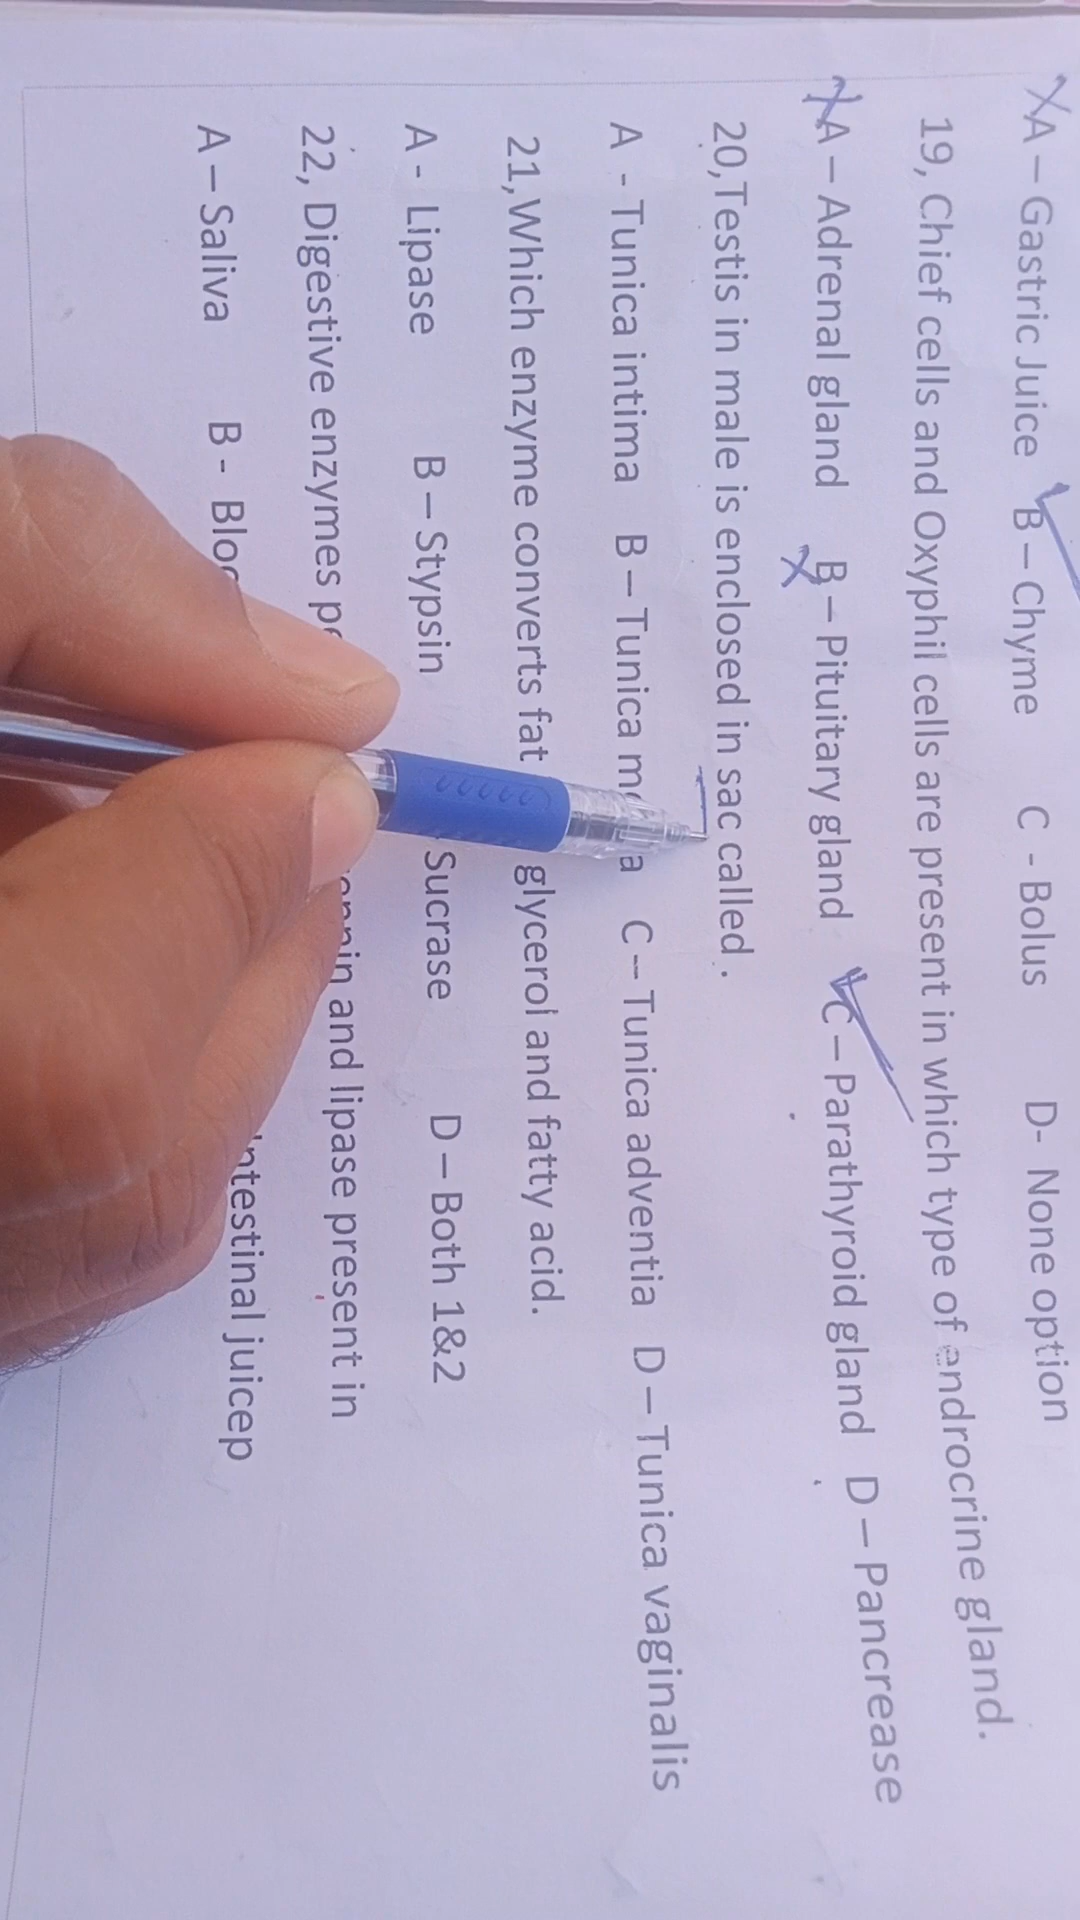 A – Gastric Juice B – Chyme C - Bolus D- None option
19, Chief cells and Oxyphil cells are present in which type of endrocrine gland.
A – Adrenal gland B – Pituitary gland C – Parathyroid gland D – Pancrease
20,Testis in male is enclosed in sac called .
A - Tunica intima B – Tunica C -- Tunica adventia D – Tunica vaginalis
21,Which enzyme converts fat glycerol and fatty acid.
A - Lipase B – Stypsin Sucrase D – Both 1&2
22, Digestive enzymes and lipase present in
A – Saliva B - juicep